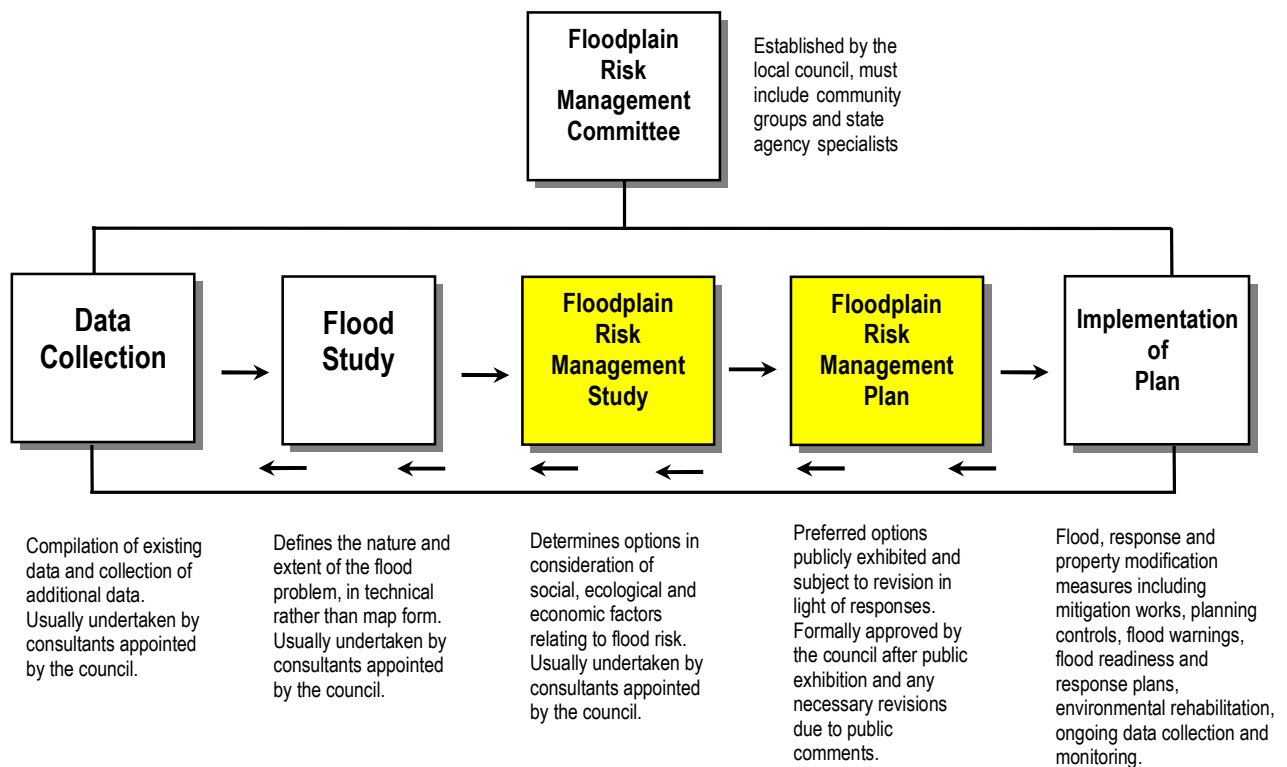 Floodplain
Risk
Management
Committee
Established by the
local council, must
include community
groups and state
agency specialists
Data
Collection
Flood
Study
Floodplain
Risk
Management
Study
Floodplain
Risk
Management
Plan
Implementation
of
Plan
Compilation of existing
data and collection of
additional data.
Usually undertaken by
consultants appointed
by the council.
Defines the nature and
extent of the flood
problem, in technical
rather than map form.
Usually undertaken by
consultants appointed
by the council.
Determines options in
consideration of
social, ecological and
economic factors
relating to flood risk.
Usually undertaken by
consultants appointed
by the council.
Preferred options
publicly exhibited and
subject to revision in
light of responses.
Formally approved by
the council after public
exhibition and any
necessary revisions
due to public
comments.
Flood, response and
property modification
measures including
mitigation works, planning
controls, flood warnings,
flood readiness and
response plans,
environmental rehabilitation,
ongoing data collection and
monitoring.